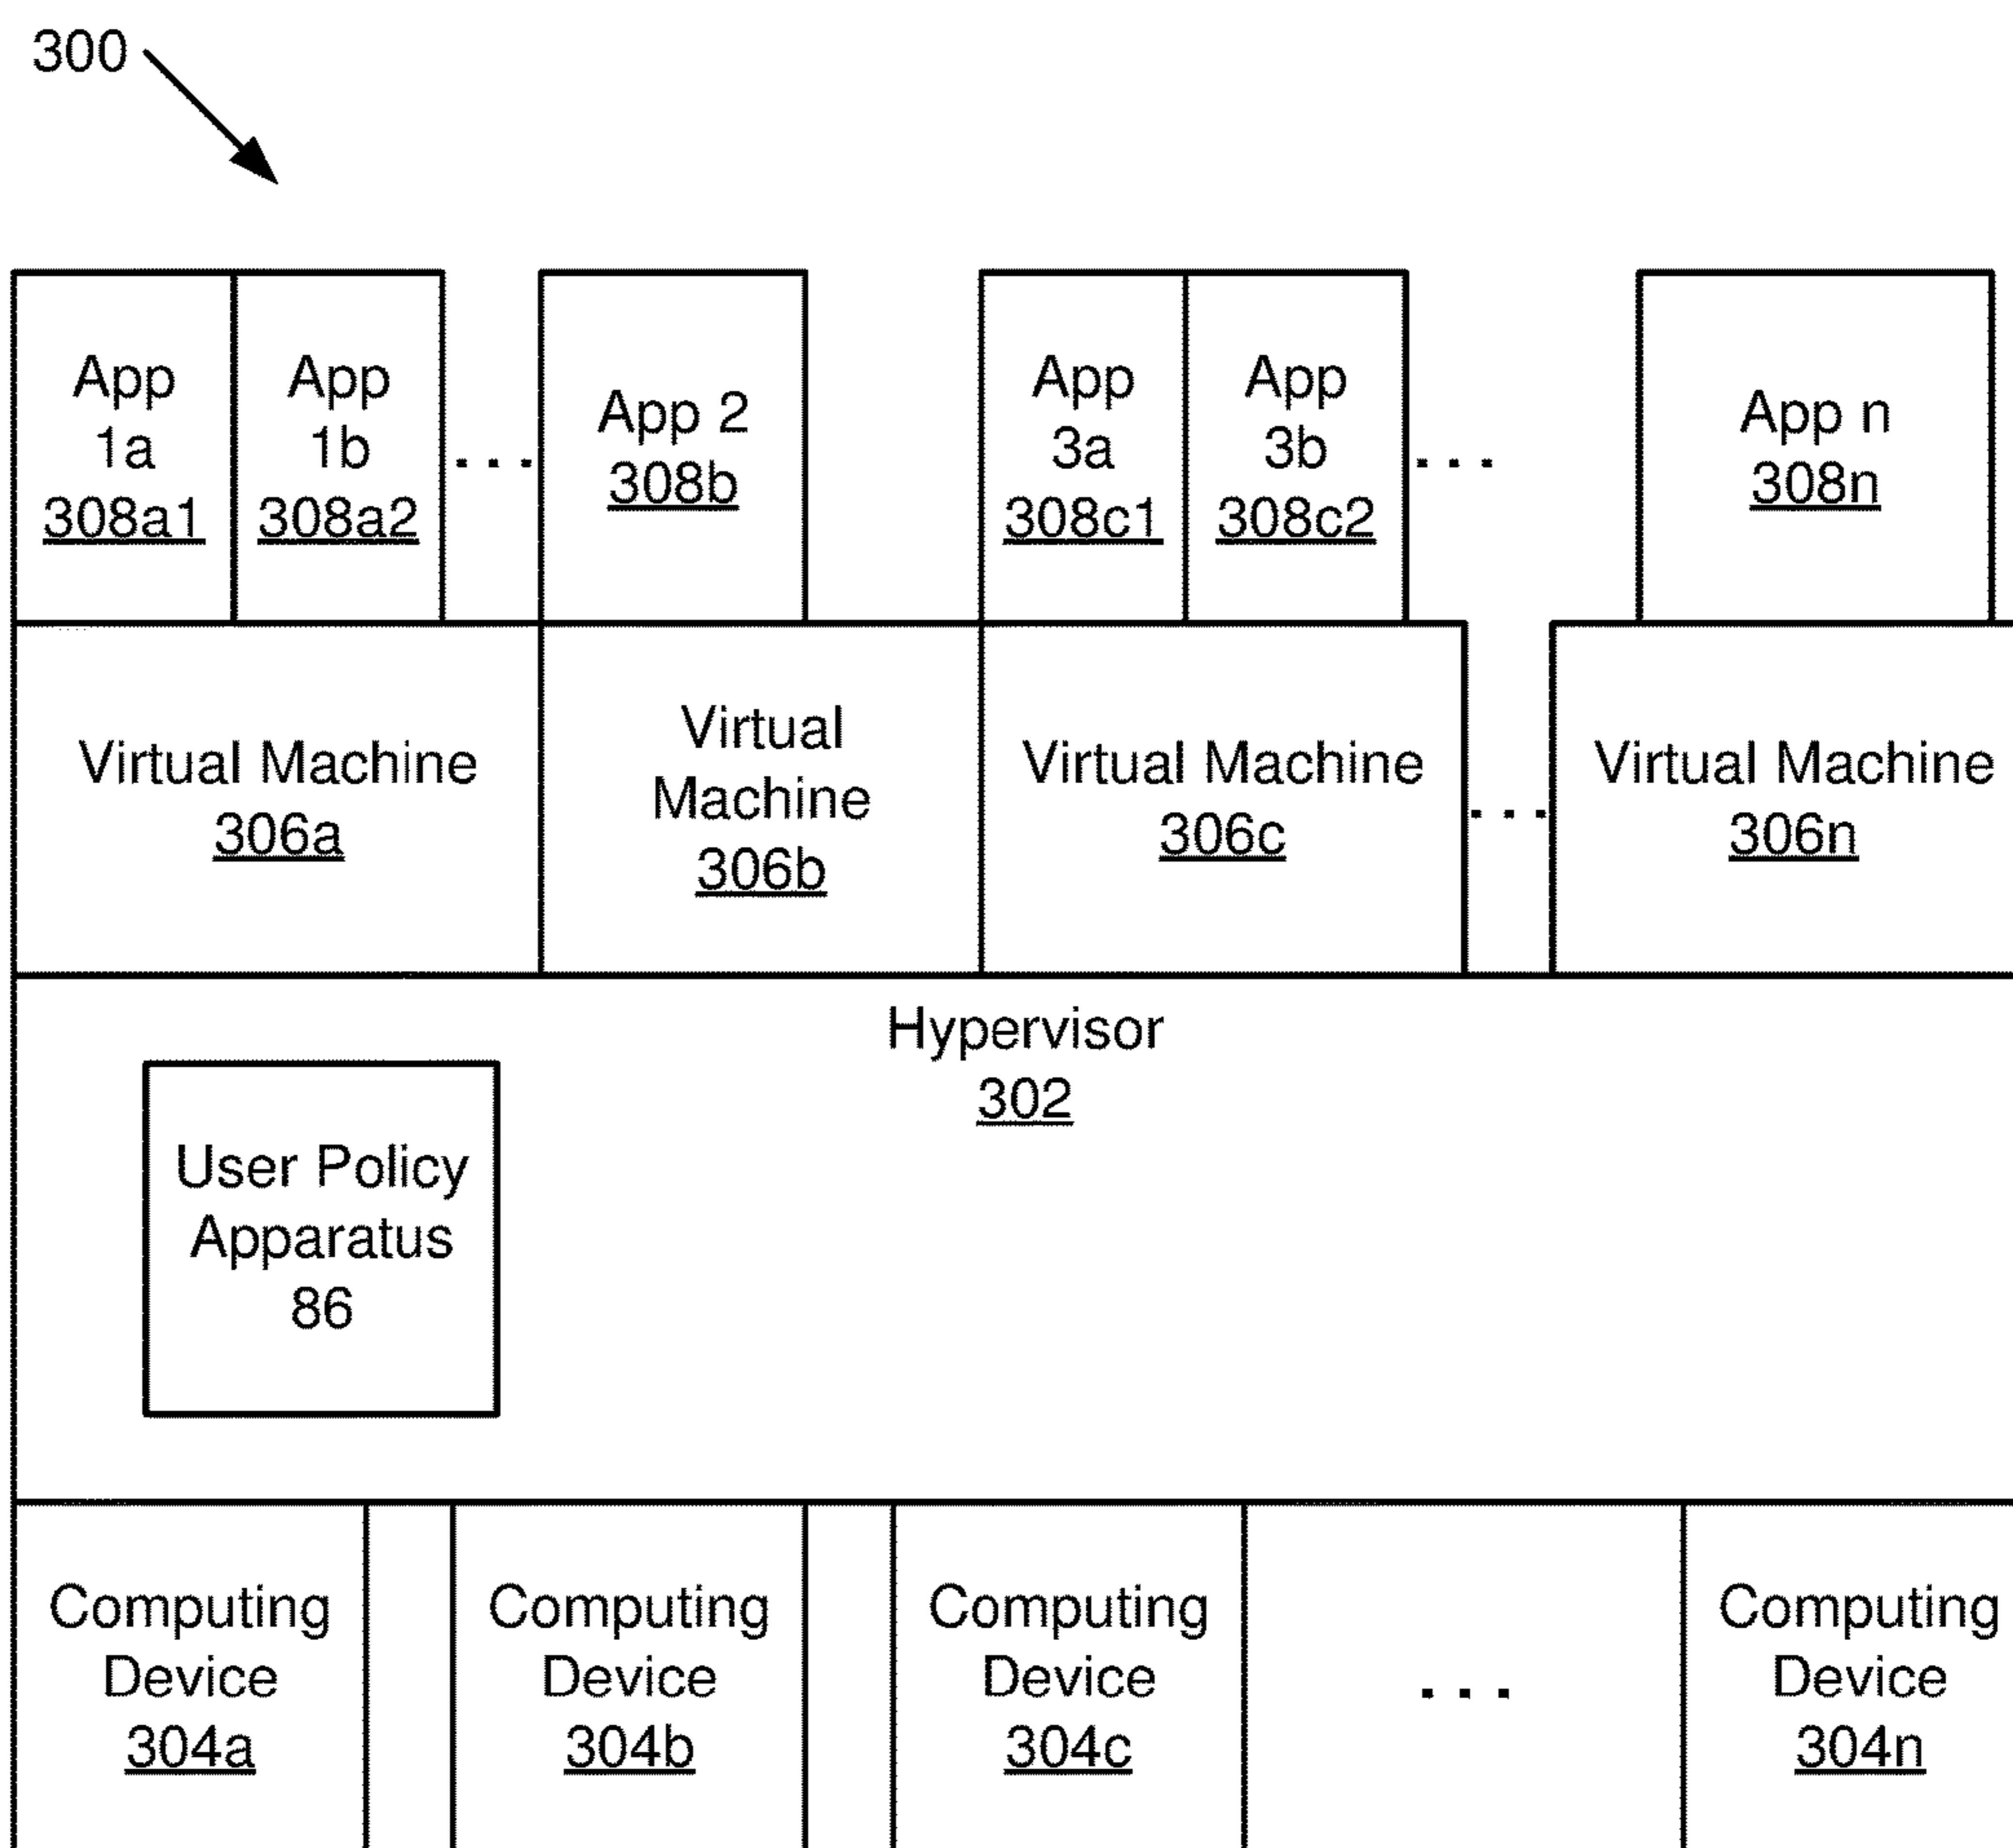 300
App
1a
308a1
App
1b
308a2
...
App 2
308b
App
3a
308c1
App
3b
308c2
...
App n
308n
Virtual Machine
306a
Virtual
Machine
306b
Virtual Machine
306c
...
Virtual Machine
306n
Hypervisor
302
User Policy
Apparatus
86
Computing
Device
304a
Computing
Device
304b
Computing
Device
304c
...
Computing
Device
304n